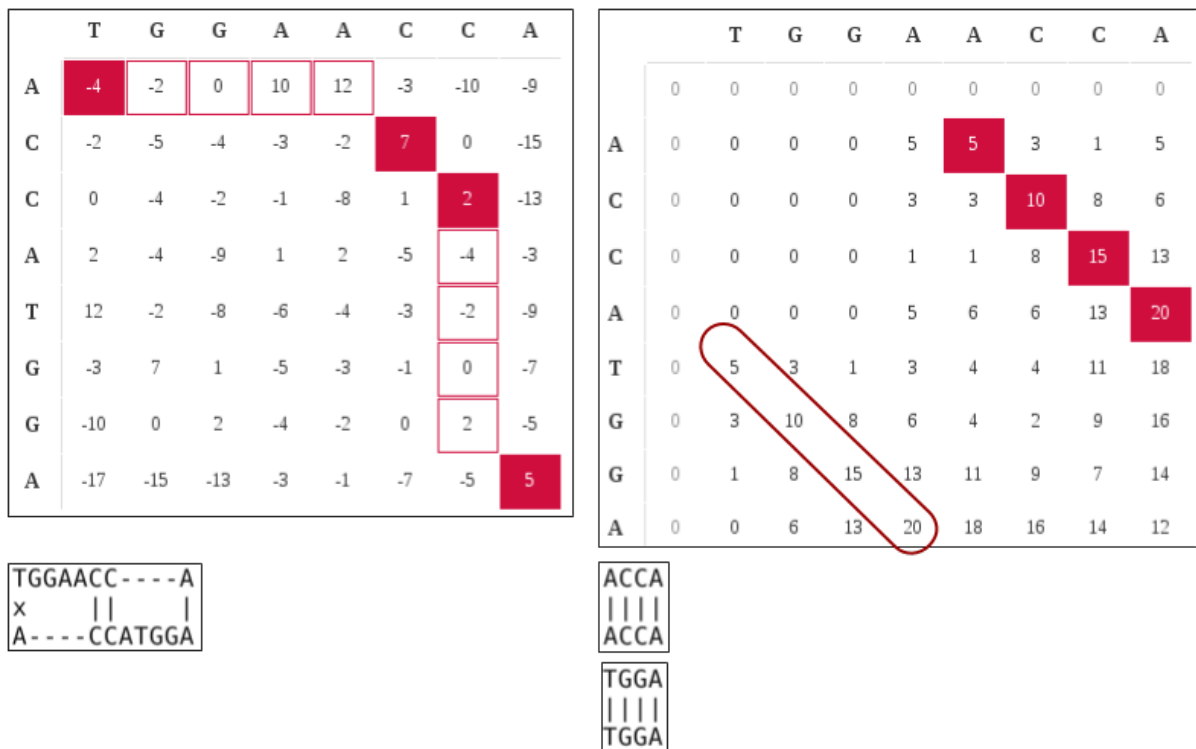 T G G A A C C A
A -4 -2 0 10 12 -3 -10 -9
C -2 -5 -4 -3 -2 7 0 -15
C 0 -4 -2 -1 -8 1 2 -13
A 2 -4 -9 1 2 -5 -4 -3
T 12 -2 -8 -6 -4 -3 -2 -9
G -3 7 1 -5 -3 -1 0 -7
G -10 0 2 -4 -2 0 2 -5
A -17 -15 -13 -3 -1 -7 -5 5
TGGAACC----A
x || |
A----CCATGGA
T G G A A C C A
0 0 0 0 0 0 0 0 0
A 0 0 0 0 5 5 3 1 5
C 0 0 0 0 3 3 10 8 6
C 0 0 0 0 1 1 8 15 13
A 0 0 0 0 5 6 6 13 20
T 0 5 3 1 3 4 4 11 18
G 0 3 10 8 6 4 2 9 16
G 0 1 8 15 13 11 9 7 14
A 0 0 6 13 20 18 16 14 12
ACCA
||||
ACCA
TGGA
||||
TGGA